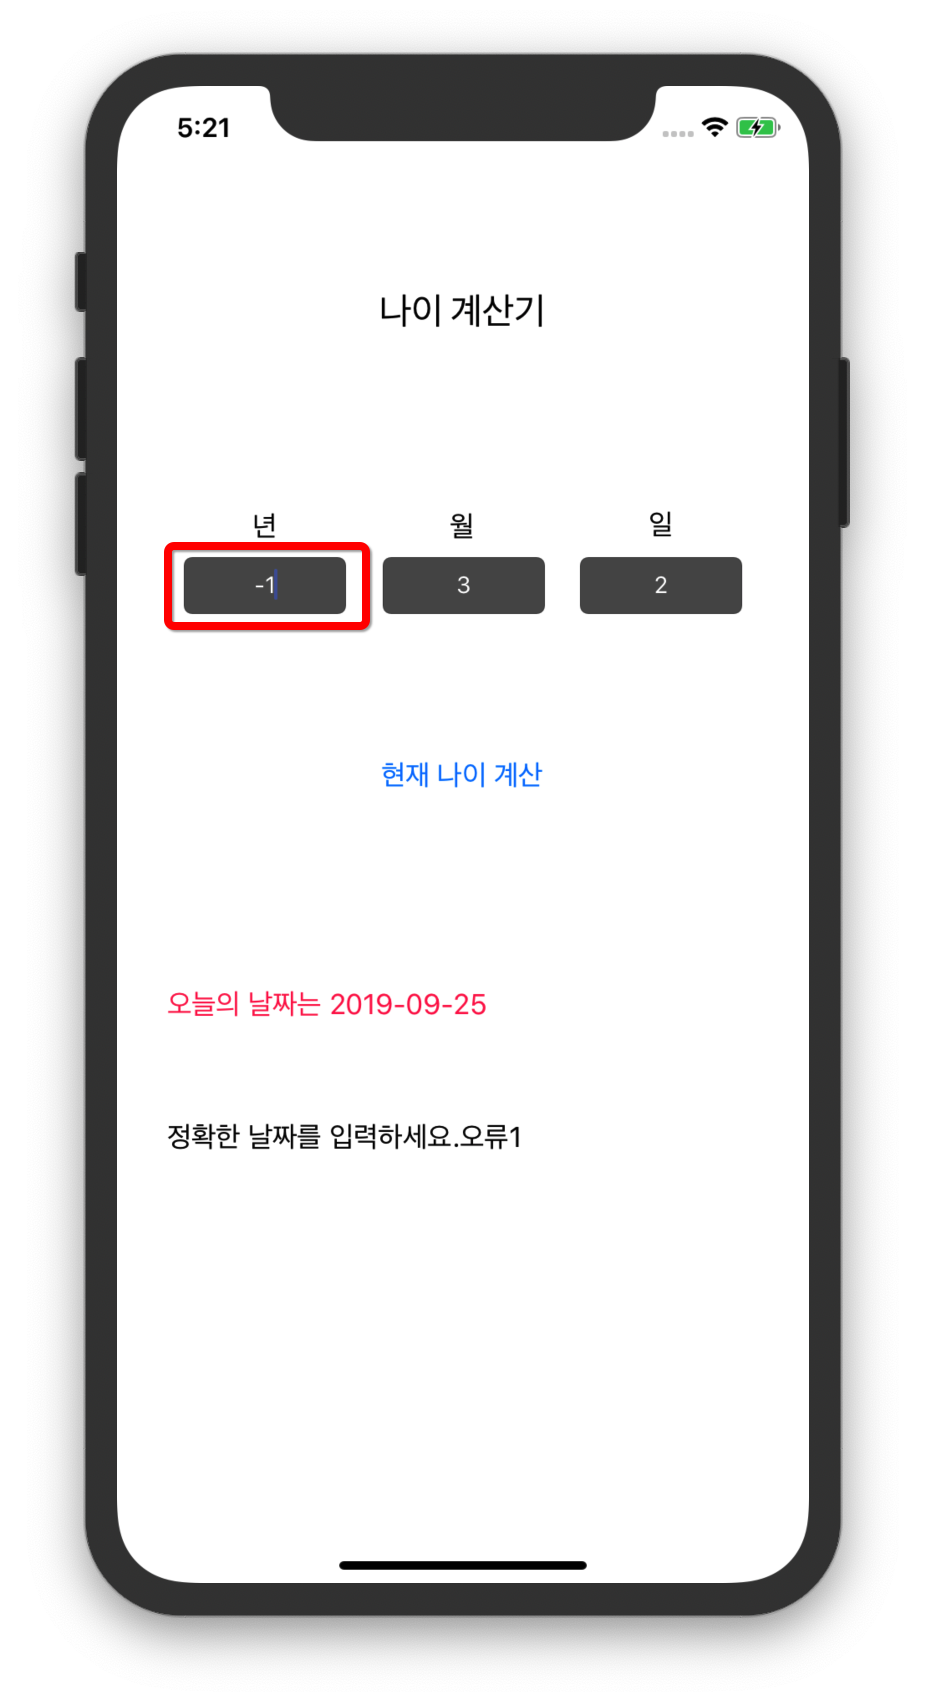 5:21
나이 계산기
년 월 일
-1 3 2
현재 나이 계산
오늘의 날짜는 2019-09-25
정확한 날짜를 입력하세요.오류1